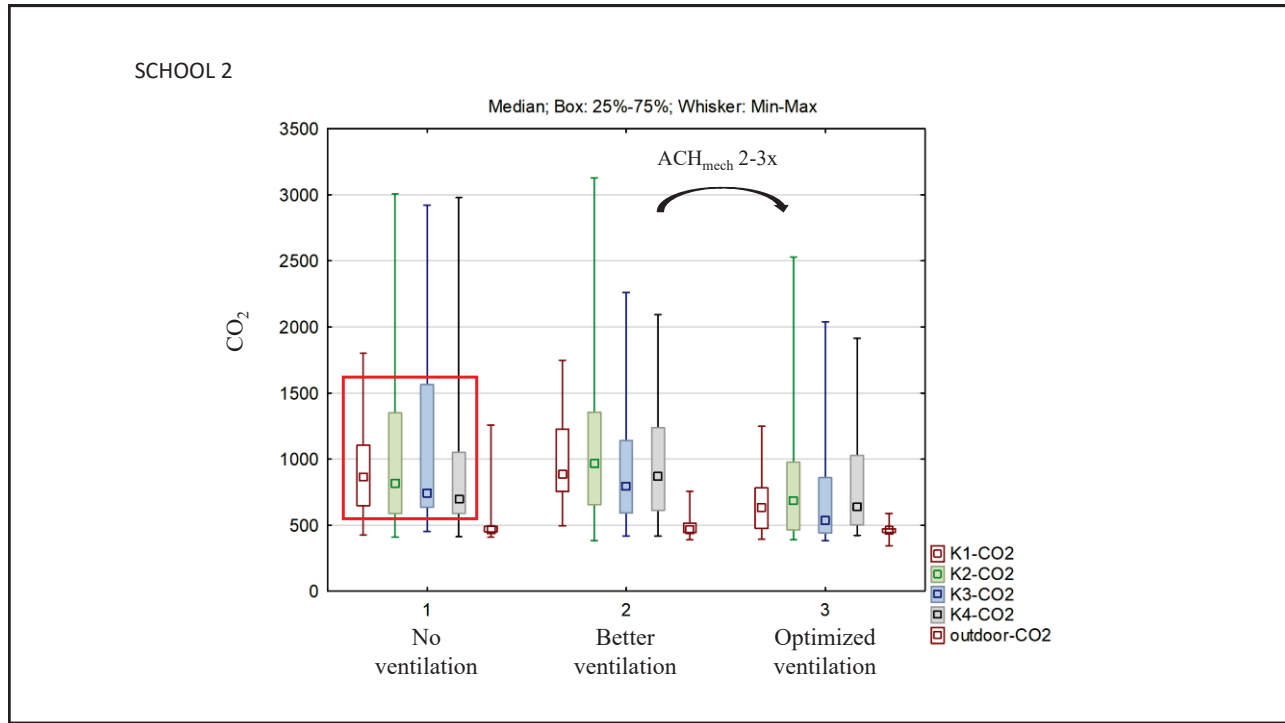 SCHOOL 2
Median; Box: 25%-75%; Whisker: Min-Max
3500
3000
2500
2000
1500
1000
500
0
CO₂
ACHmech 2-3x
1
2
3
No ventilation
Better ventilation
Optimized ventilation
K1-CO2
K2-CO2
K3-CO2
K4-CO2
outdoor-CO2